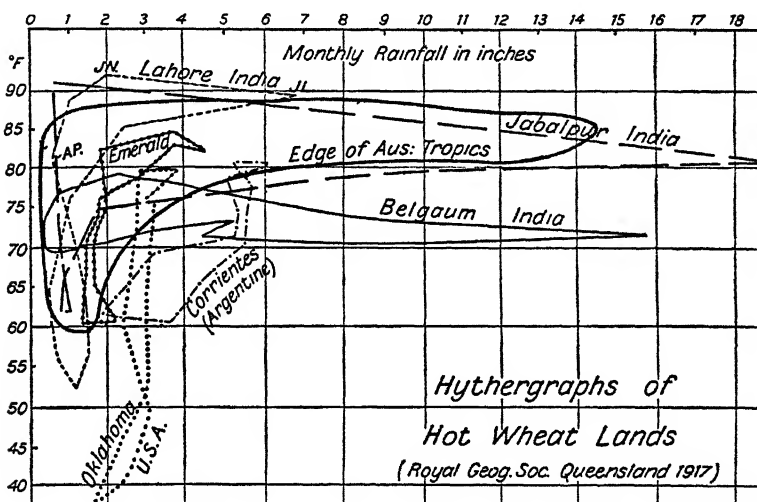 0 1 2 3 4 5 6 7 8 9 10 11 12 13 14 15 16 17 18
Monthly Rainfall in inches
°F
JN. Lahore India Jl
90
85
AP.
Emerald
Jabalpur India
Edge of Aus: Tropics
80
75
Belgaum India
70
65
Corrientes
(Argentine)
60
55
Hythergraphs of
50
Oklahoma
U.S.A.
Hot Wheat Lands
45
(Royal Geog. Soc. Queensland 1917)
40